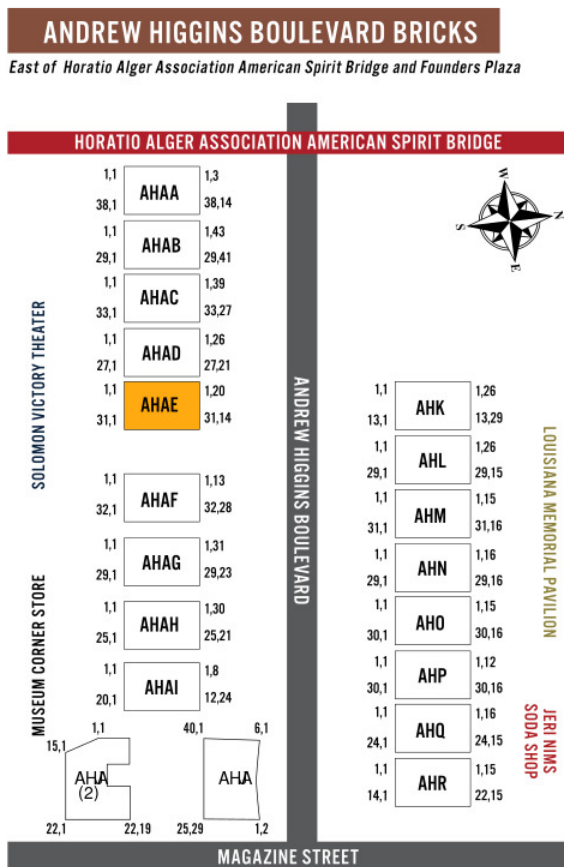 ANDREW HIGGINS BOULEVARD BRICKS
East of Horatio Alger Association American Spirit Bridge and Founders Plaza
HORATIO ALGER ASSOCIATION AMERICAN SPIRIT BRIDGE
W
N
S
E
1,1 AHAA 1,3
38,1 38,14
1,1 AHAB 1,43
29,1 29,41
1,1 AHAC 1,39
33,1 33,27
1,1 AHAD 1,26
27,1 27,21
1,1 AHAE 1,20
31,1 31,14
1,1 AHAF 1,13
32,1 32,28
1,1 AHAG 1,31
29,1 29,23
1,1 AHAH 1,30
25,1 25,21
1,1 AHAI 1,8
20,1 12,24
1,1
15,1
AHA
(2)
22,1 22,19
40,1 6,1
AHA
25,29 1,2
SOLOMON VICTORY THEATER
MUSEUM CORNER STORE
ANDREW HIGGINS BOULEVARD
1,1 AHK 1,26
13,1 13,29
1,1 AHL 1,26
29,1 29,15
1,1 AHM 1,15
31,1 31,16
1,1 AHN 1,16
29,1 29,16
1,1 AHO 1,15
30,1 30,16
1,1 AHP 1,12
30,1 30,16
1,1 AHQ 1,16
24,1 24,15
1,1 AHR 1,15
14,1 22,15
LOUISIANA MEMORIAL PAVILION
JERI NIMS
SODA SHOP
MAGAZINE STREET